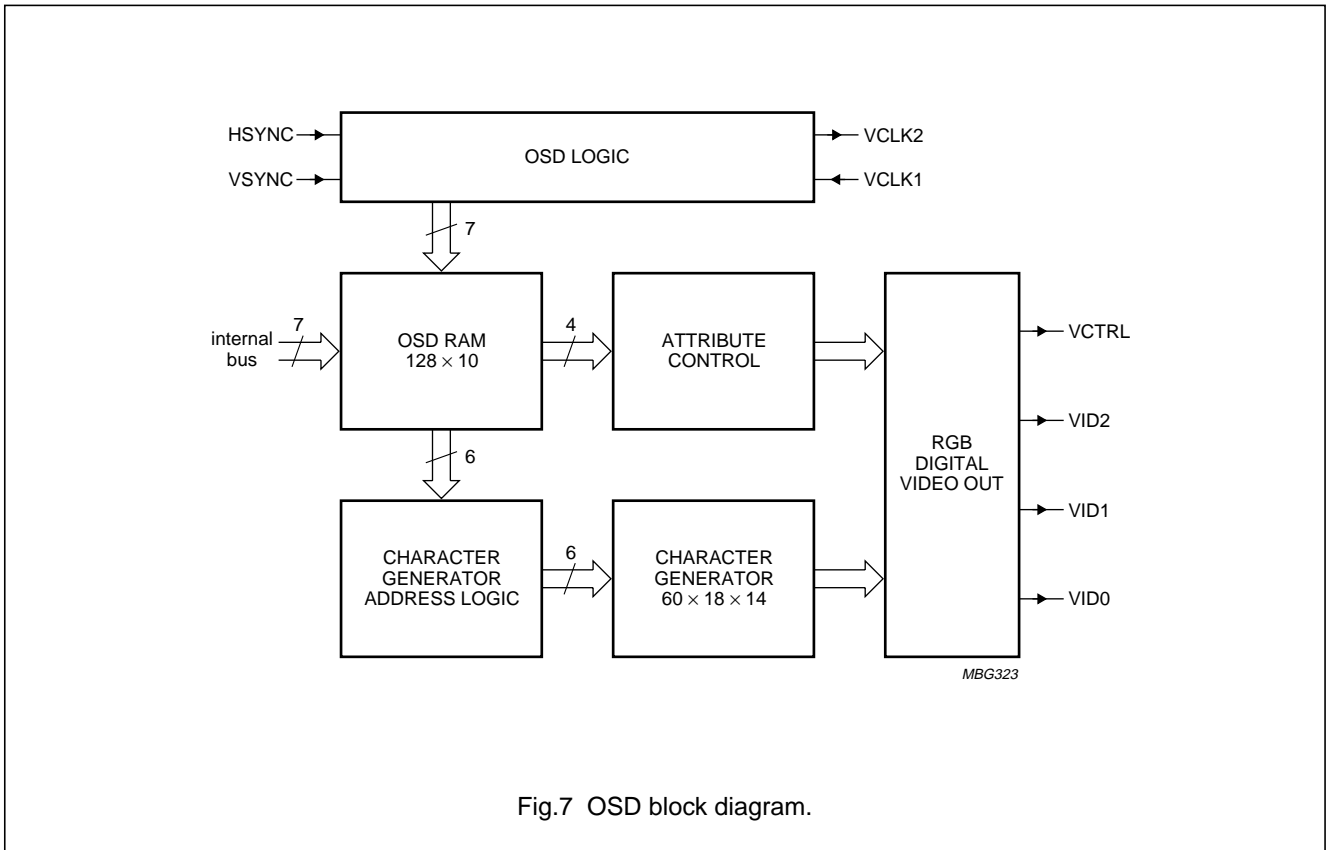 HSYNC
VSYNC
OSD LOGIC
VCLK2
VCLK1
7
internal
bus
7
OSD RAM
128 × 10
4
ATTRIBUTE
CONTROL
6
CHARACTER
GENERATOR
ADDRESS LOGIC
6
CHARACTER
GENERATOR
60 × 18 × 14
RGB
DIGITAL
VIDEO OUT
VCTRL
VID2
VID1
VID0
MBG323
Fig.7 OSD block diagram.